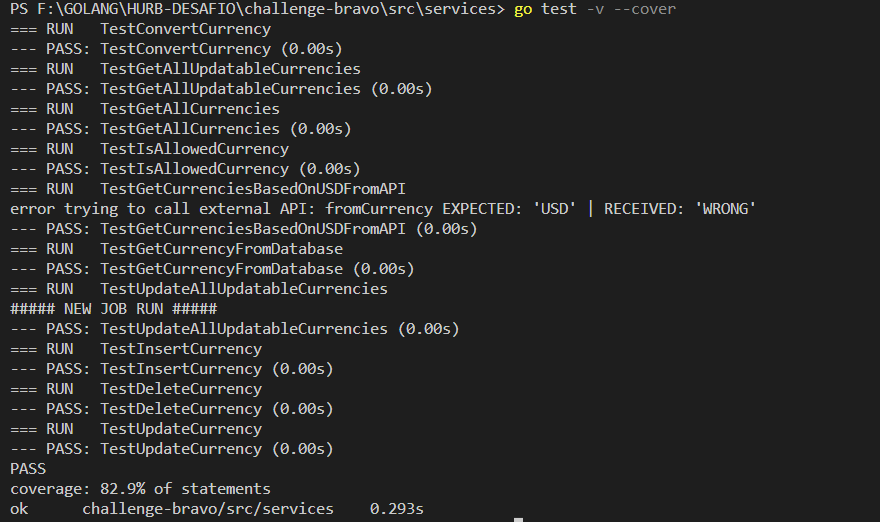 PS F:\GOLANG\HURB-DESAFIO\challenge-bravo\src\services> go test -v --cover
=== RUN   TestConvertCurrency
--- PASS: TestConvertCurrency (0.00s)
=== RUN   TestGetAllUpdatableCurrencies
--- PASS: TestGetAllUpdatableCurrencies (0.00s)
=== RUN   TestGetAllCurrencies
--- PASS: TestGetAllCurrencies (0.00s)
=== RUN   TestIsAllowedCurrency
--- PASS: TestIsAllowedCurrency (0.00s)
=== RUN   TestGetCurrenciesBasedOnUSDFromAPI
error trying to call external API: fromCurrency EXPECTED: 'USD' | RECEIVED: 'WRONG'
--- PASS: TestGetCurrenciesBasedOnUSDFromAPI (0.00s)
=== RUN   TestGetCurrencyFromDatabase
--- PASS: TestGetCurrencyFromDatabase (0.00s)
=== RUN   TestUpdateAllUpdatableCurrencies
##### NEW JOB RUN #####
--- PASS: TestUpdateAllUpdatableCurrencies (0.00s)
=== RUN   TestInsertCurrency
--- PASS: TestInsertCurrency (0.00s)
=== RUN   TestDeleteCurrency
--- PASS: TestDeleteCurrency (0.00s)
=== RUN   TestUpdateCurrency
--- PASS: TestUpdateCurrency (0.00s)
PASS
coverage: 82.9% of statements
ok      challenge-bravo/src/services    0.293s